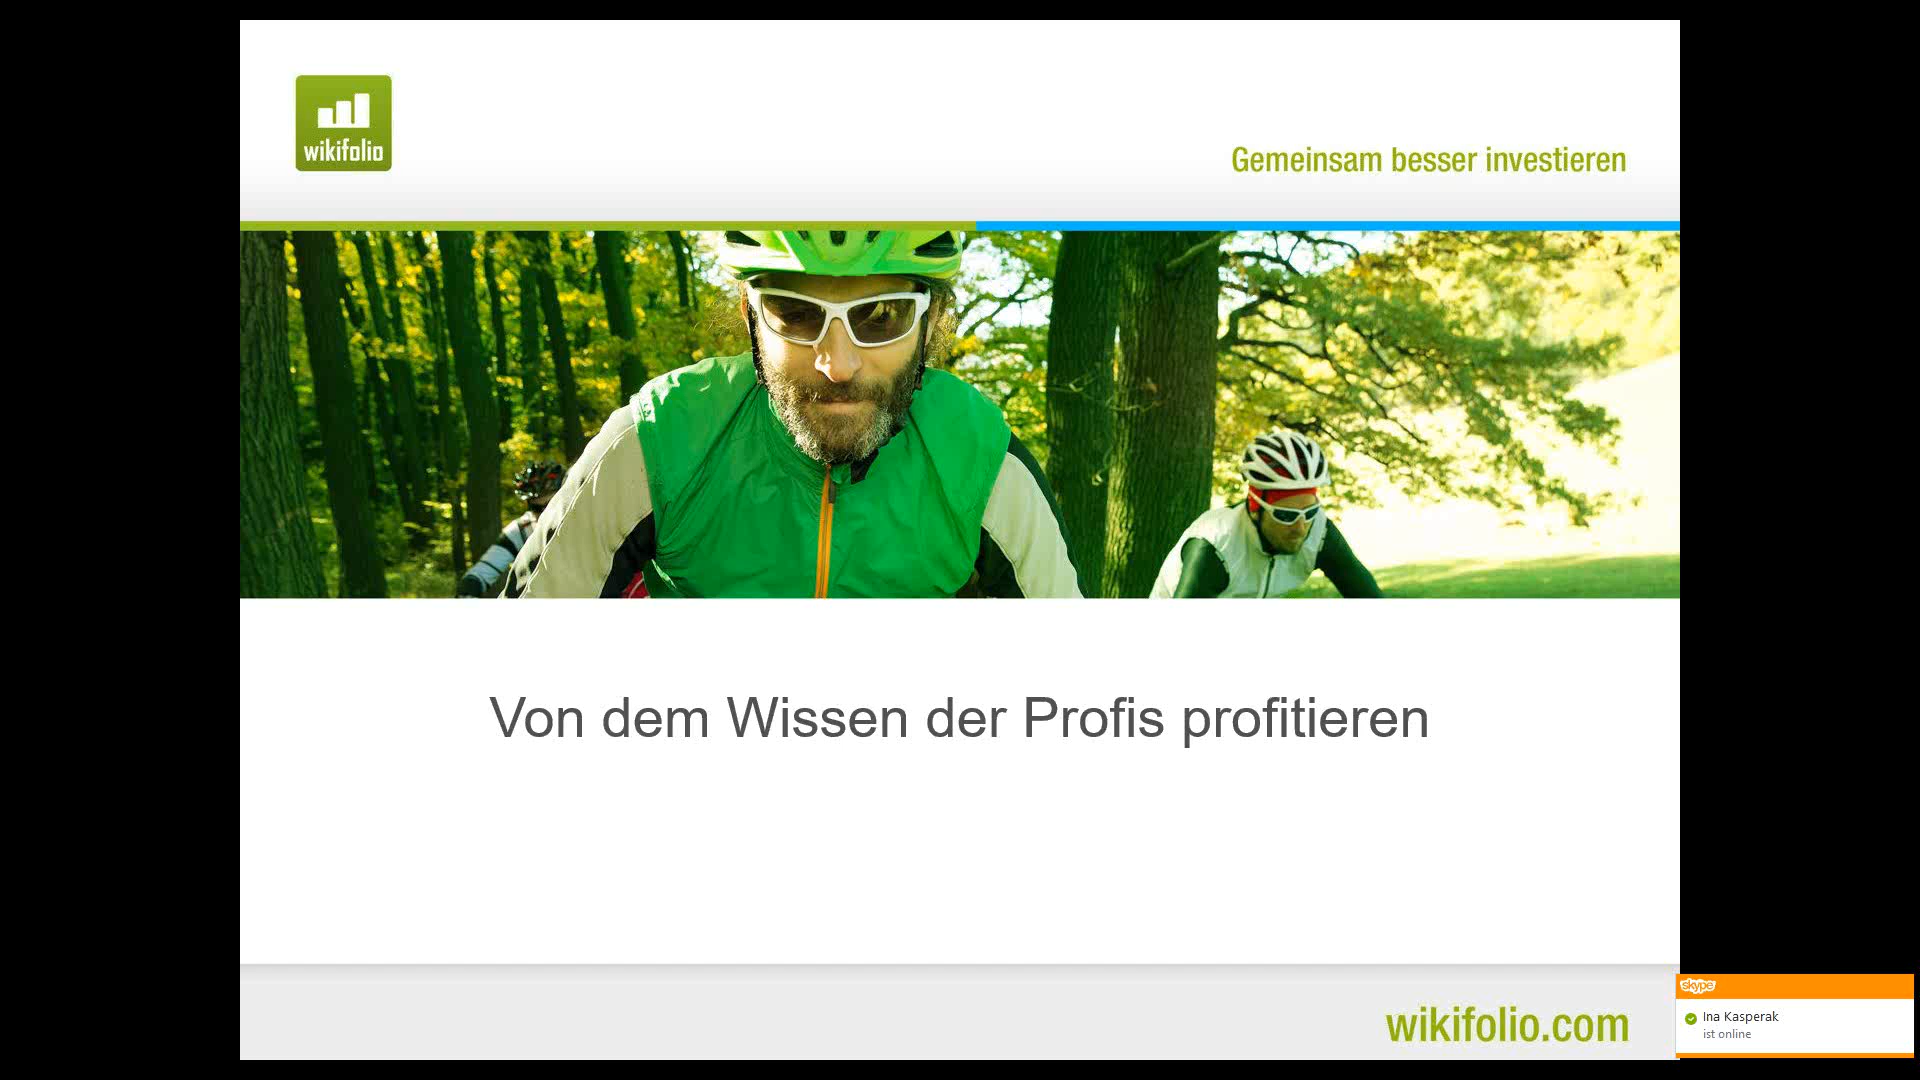 wikifolio
Gemeinsam besser investieren
Von dem Wissen der Profis profitieren
wikifolio.com
skype
Ina Kasperak
ist online